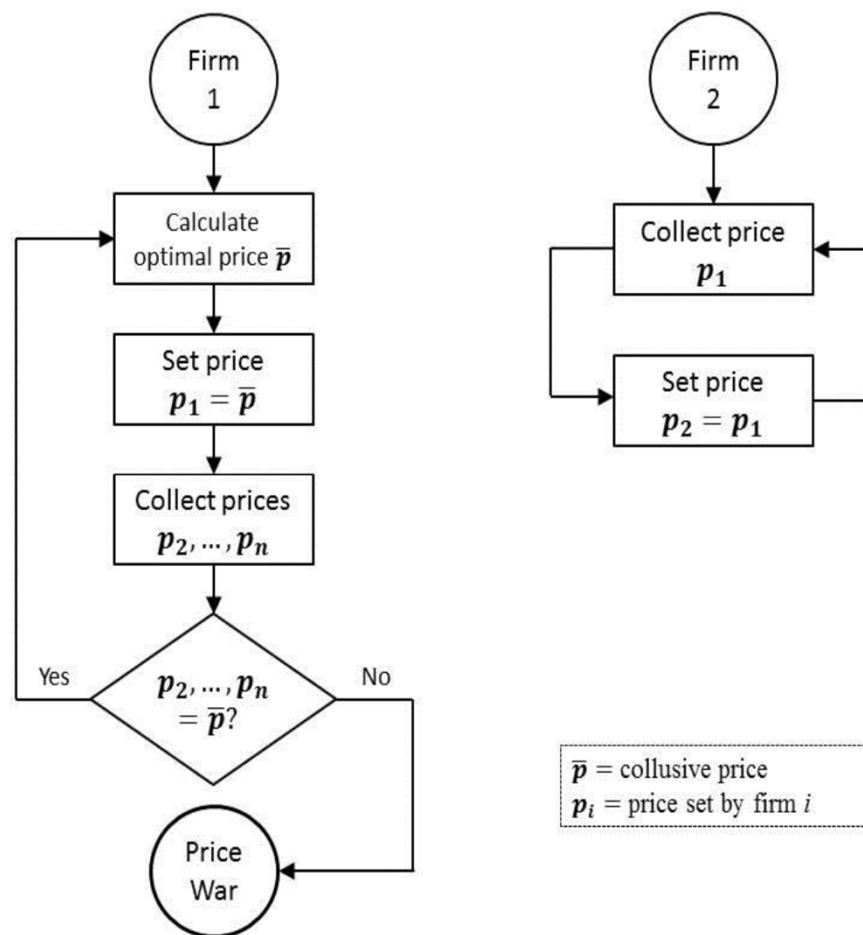 Firm
1
Calculate
optimal price p̅
Set price
p₁ = p̅
Collect prices
p₂, ..., pₙ
Yes
p₂, ..., pₙ
= p̅?
No
Price
War
Firm
2
Collect price
p₁
Set price
p₂ = p₁
p̅ = collusive price
pᵢ = price set by firm i